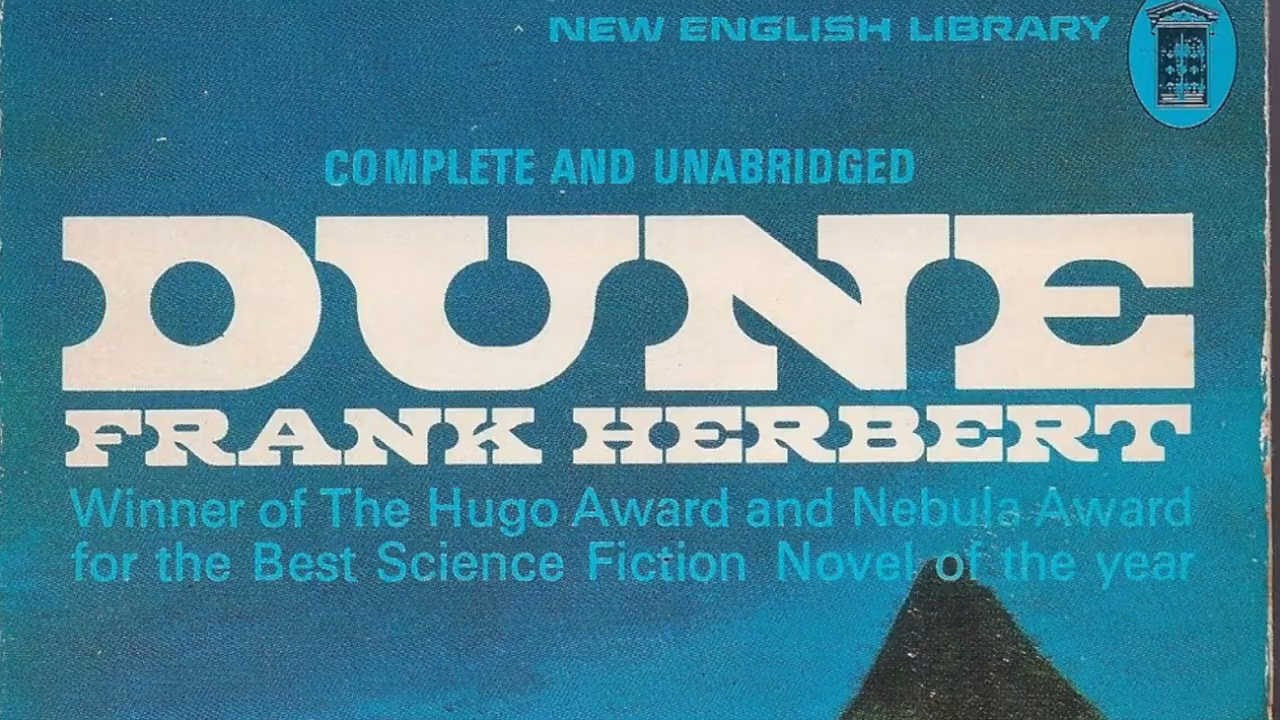 NEW ENGLISH LIBRARY
COMPLETE AND UNABRIDGED
DUNE
FRANK HERBERT
Winner of The Hugo Award and Nebula Award
for the Best Science Fiction Novel of the year